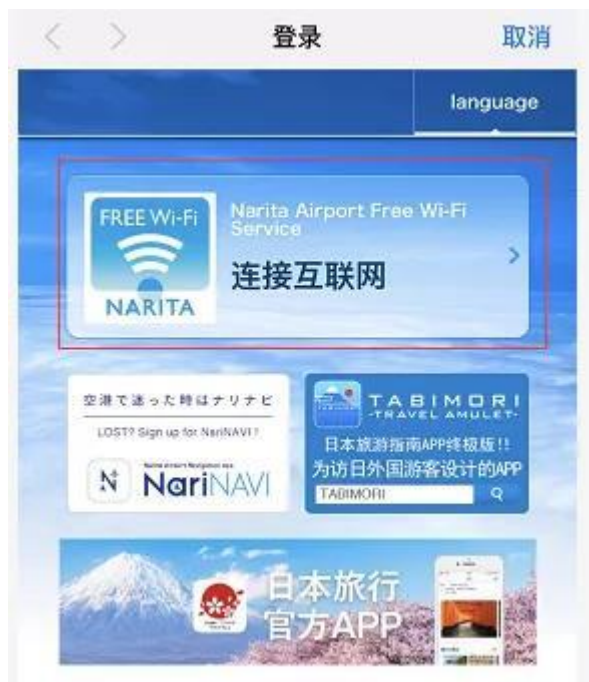 登录
取消
language
FREE Wi-Fi
NARITA
Narita Airport Free Wi-Fi
Service
连接互联网
空港で迷った時はナリナビ
LOST? Sign up for NariNAVI!
N
NariNAVI
TABIMORI
-TRAVEL AMULET-
日本旅游指南APP终极版!!
为访日外国游客设计的APP
TABIMORI
日本旅行
官方APP